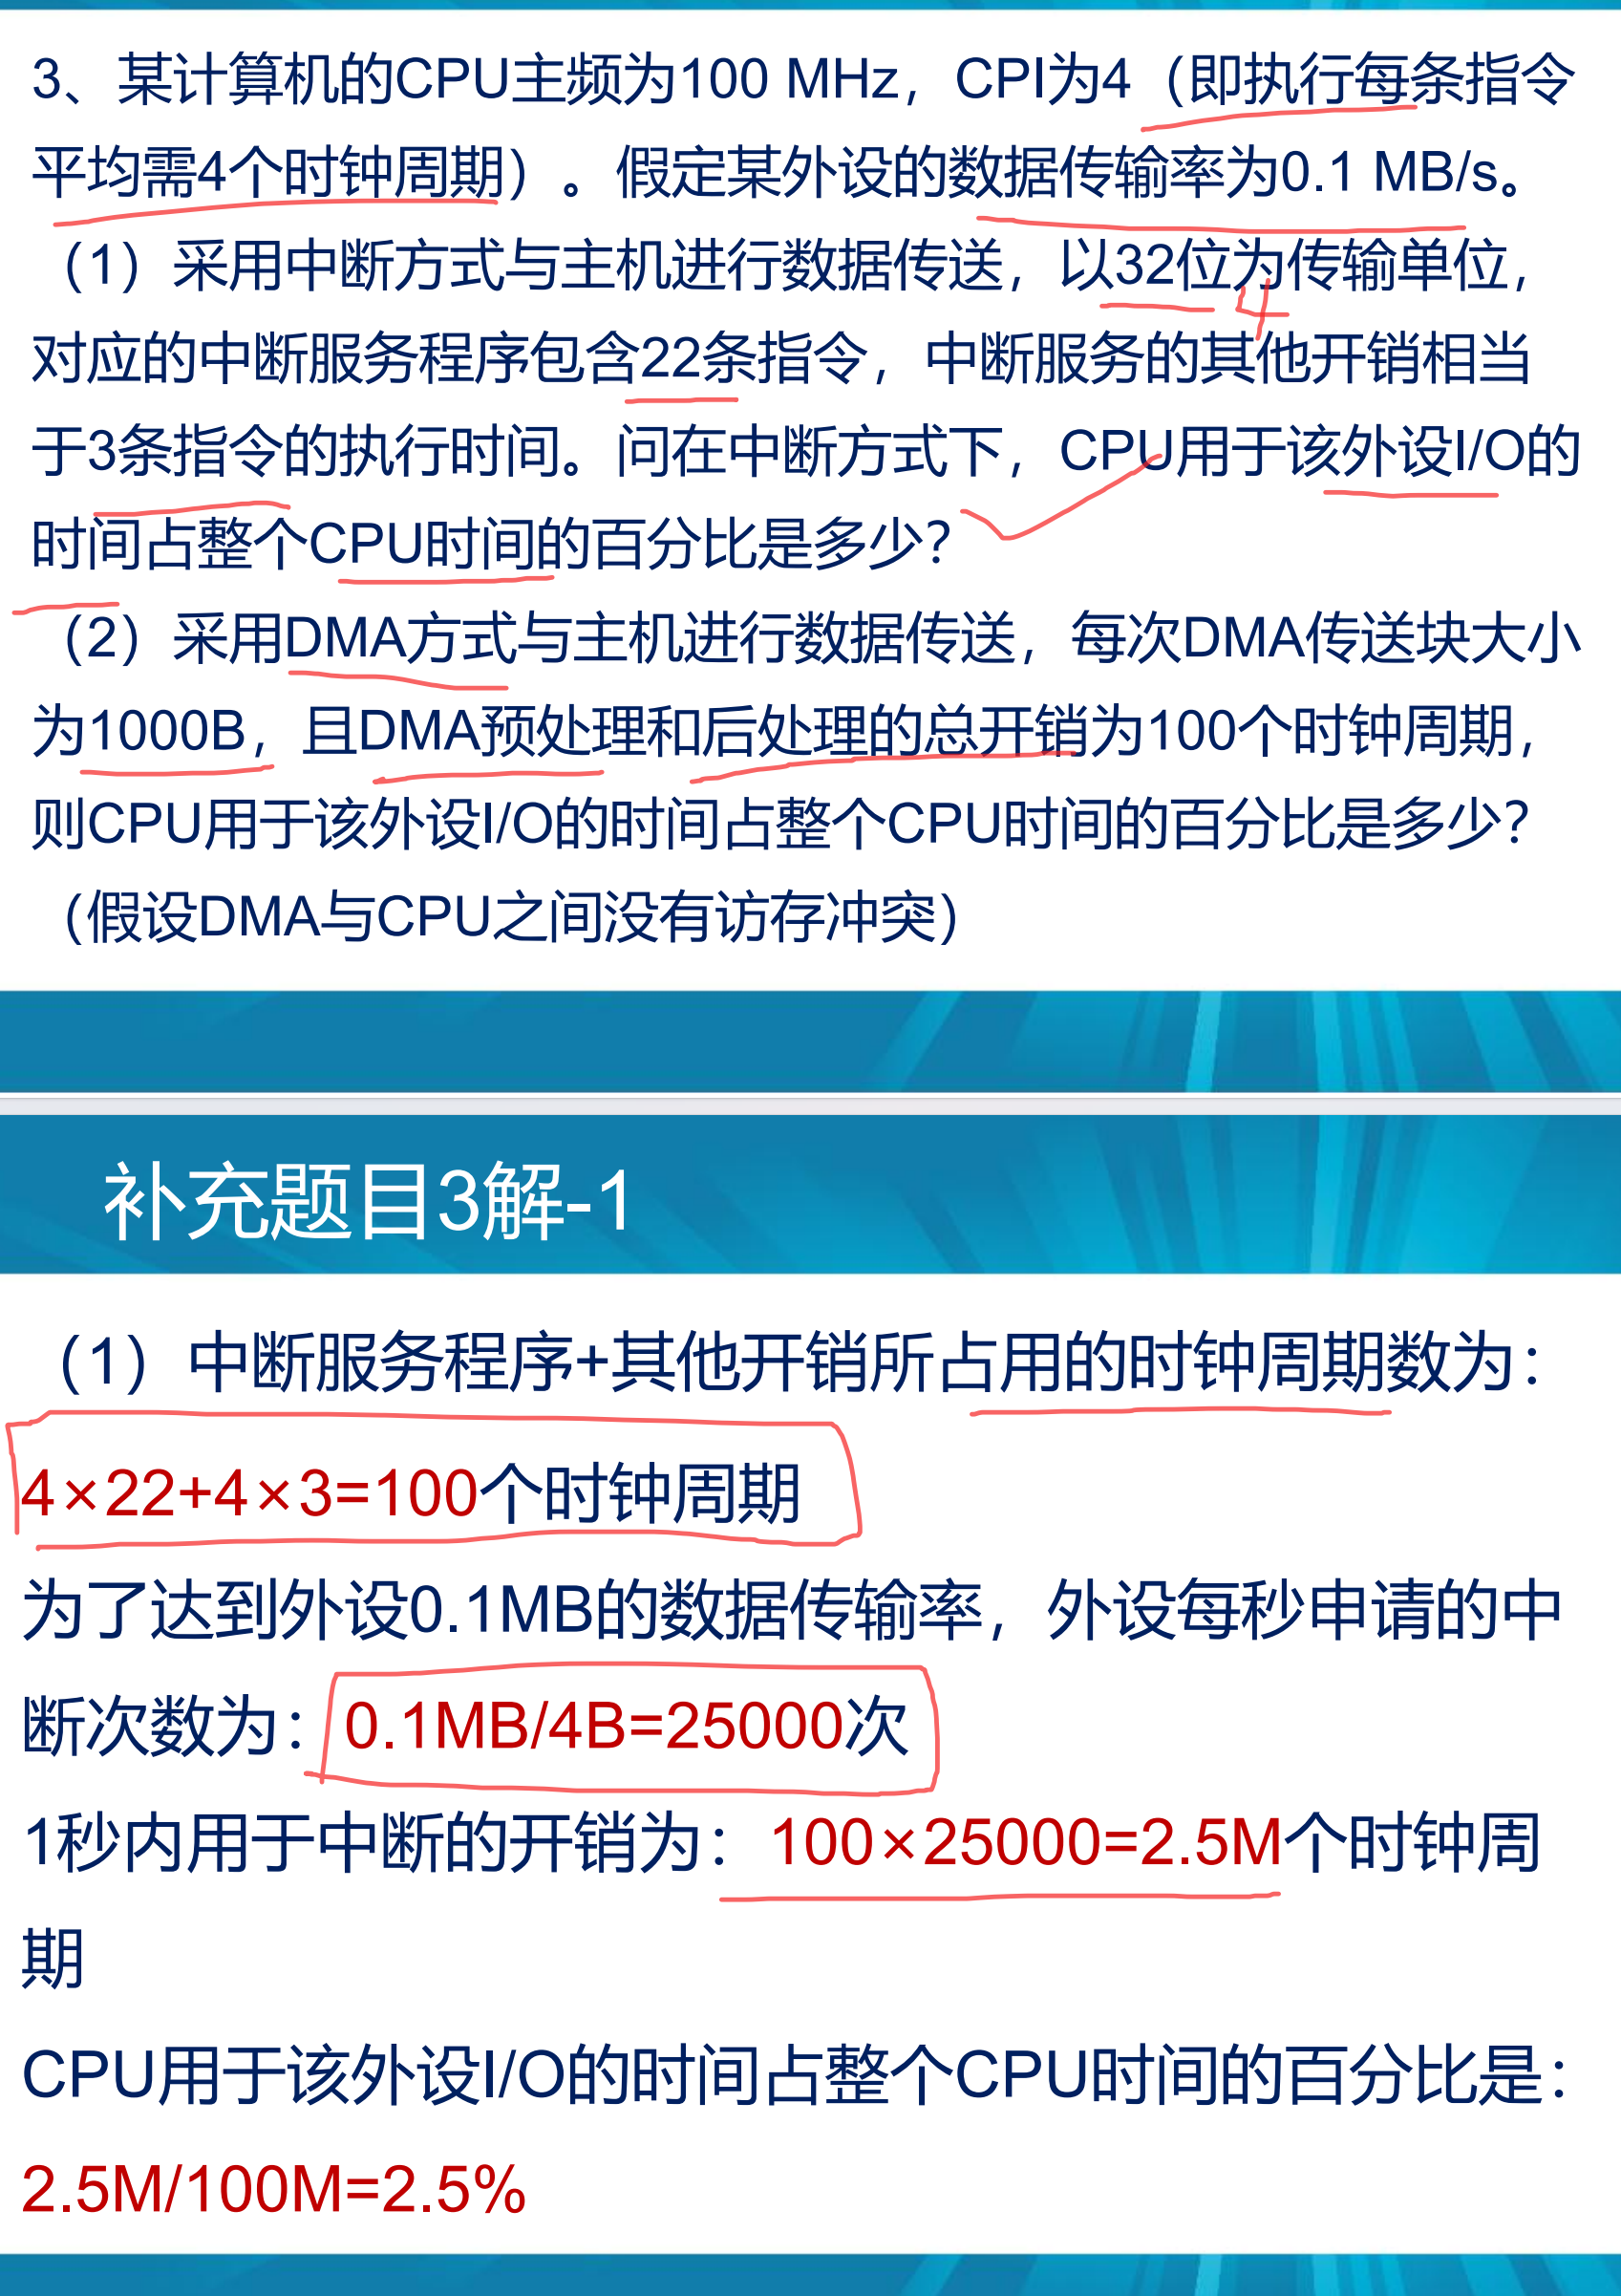 3、某计算机的CPU主频为100 MHz，CPI为4（即执行每条指令
平均需4个时钟周期）。假定某外设的数据传输率为0.1 MB/s。
（1）采用中断方式与主机进行数据传送，以32位为传输单位，
4
对应的中断服务程序包含22条指令，中断服务的其他开销相当
于3条指令的执行时间。问在中断方式下，CPU用于该外设I/O的
时间占整个CPU时间的百分比是多少？
（2）采用DMA方式与主机进行数据传送，每次DMA传送块大小
为1000B，且DMA预处理和后处理的总开销为100个时钟周期，
则CPU用于该外设I/O的时间占整个CPU时间的百分比是多少？
（假设DMA与CPU之间没有访存冲突）
补充题目3解-1
（1）中断服务程序+其他开销所占用的时钟周期数为：
4×22+4×3=100个时钟周期
为了达到外设0.1MB的数据传输率，外设每秒申请的中
断次数为：0.1MB/4B=25000次
1秒内用于中断的开销为：100×25000=2.5M个时钟周
期
CPU用于该外设I/O的时间占整个CPU时间的百分比是：
2.5M/100M=2.5%